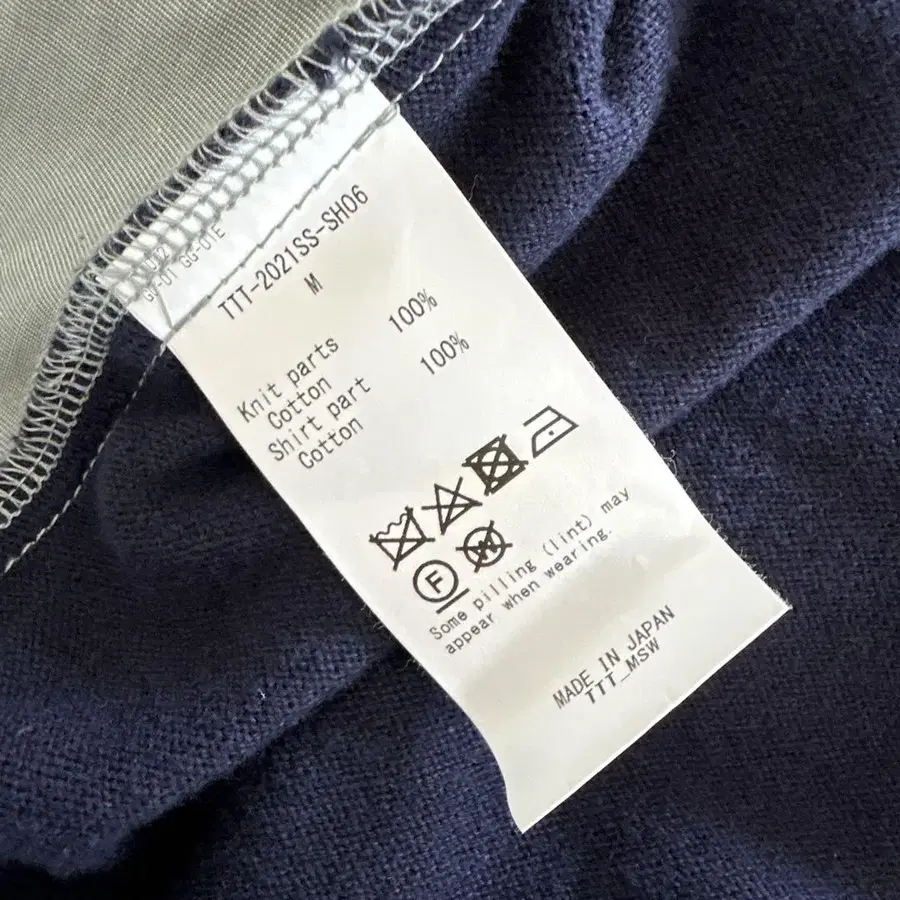 TTT-2021SS-SH06
M
Knit parts
Cotton 100%
Shirt part
Cotton 100%
F
W
Some pilling (lint) may
appear when wearing.
MADE IN JAPAN
TTT_MSW